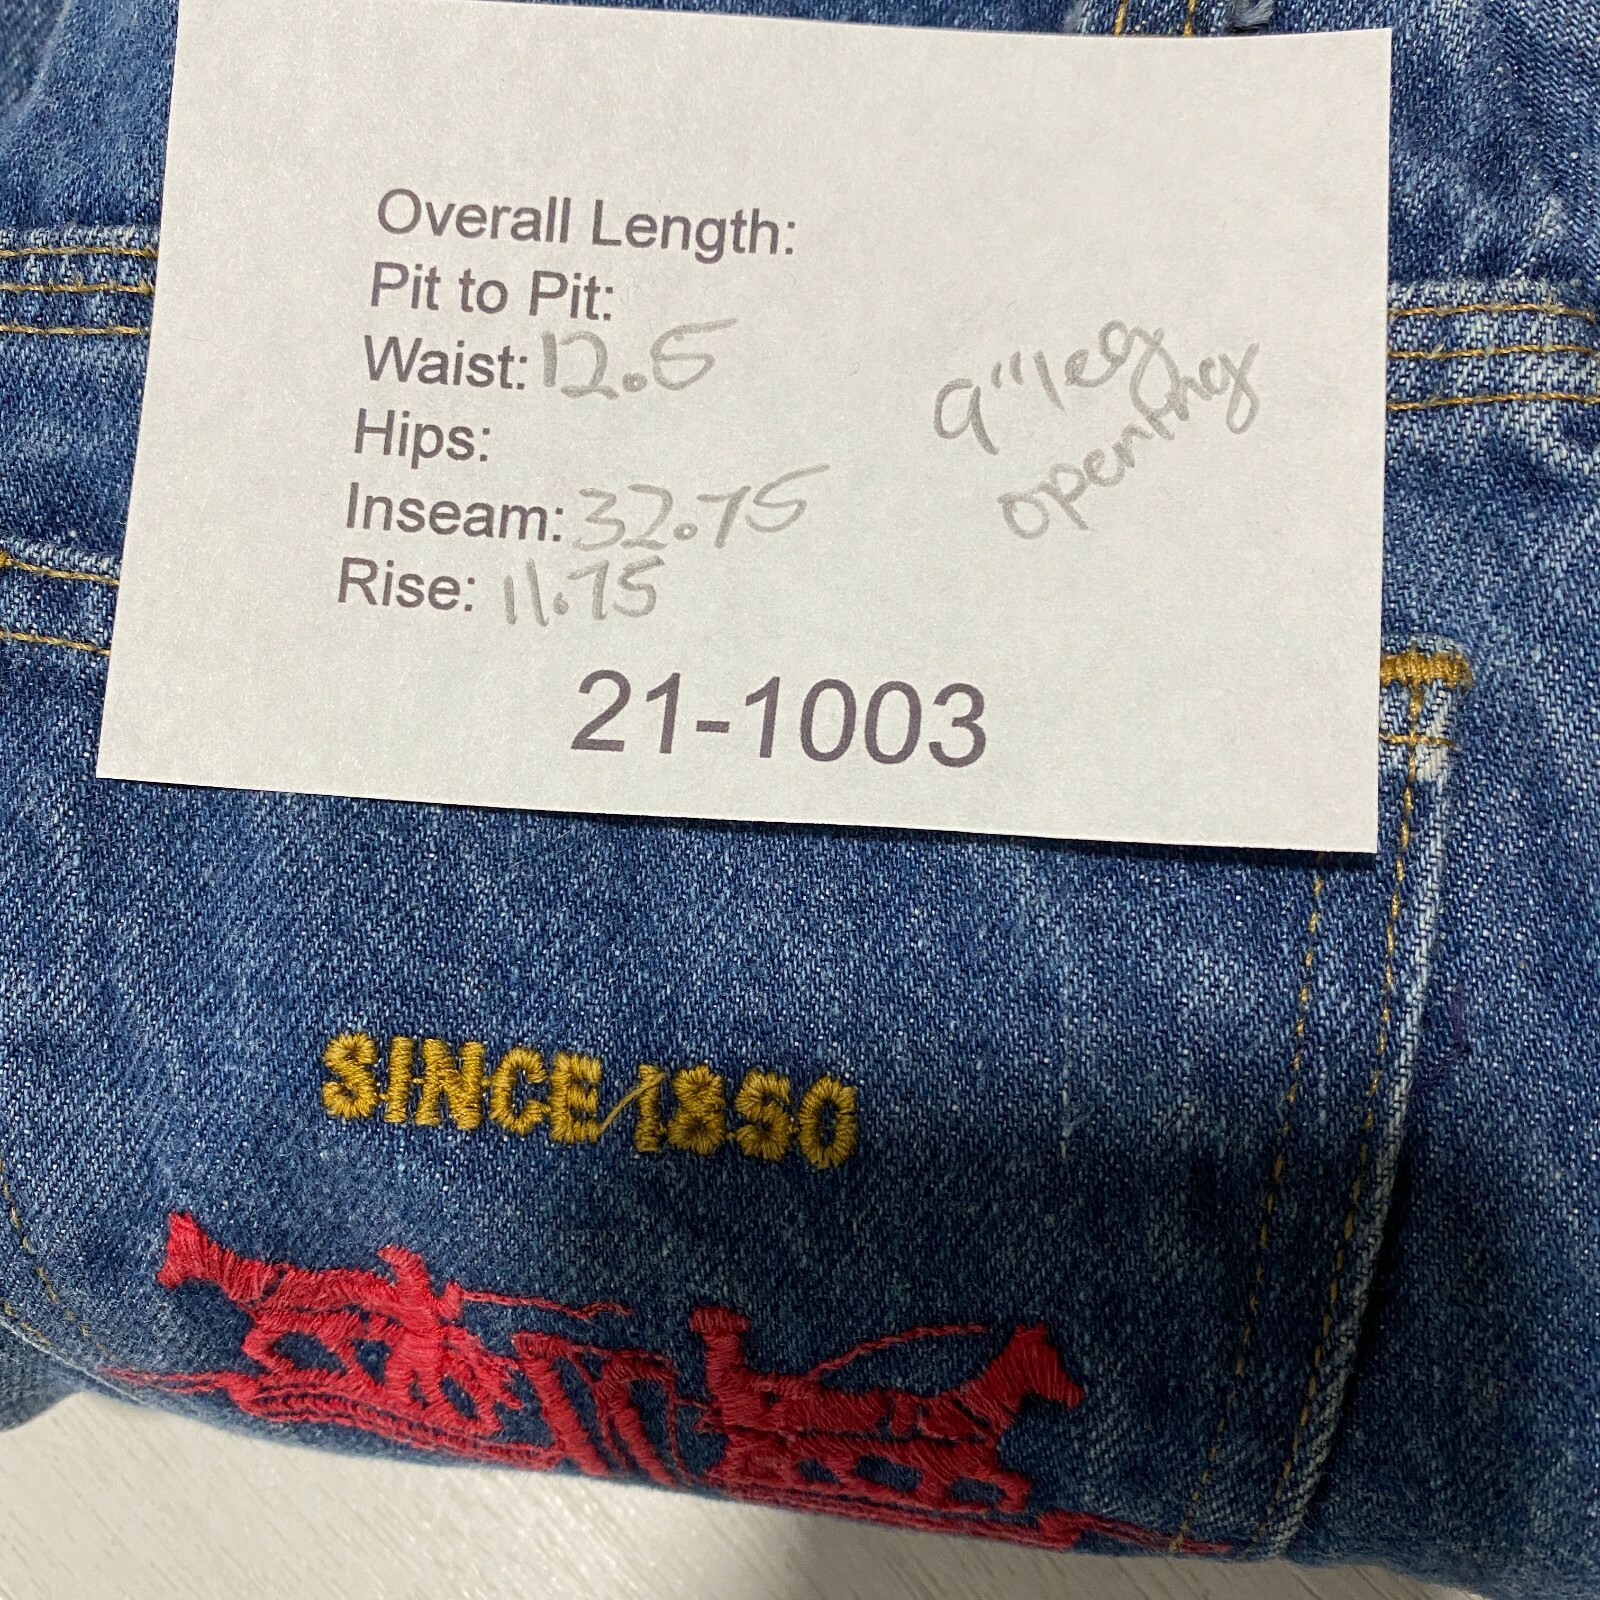 Overall Length:
Pit to Pit:
Waist: 12.5
Hips:
Inseam: 32.75
Rise: 11.75
9" leg
opening
21-1003
SINCE 1850